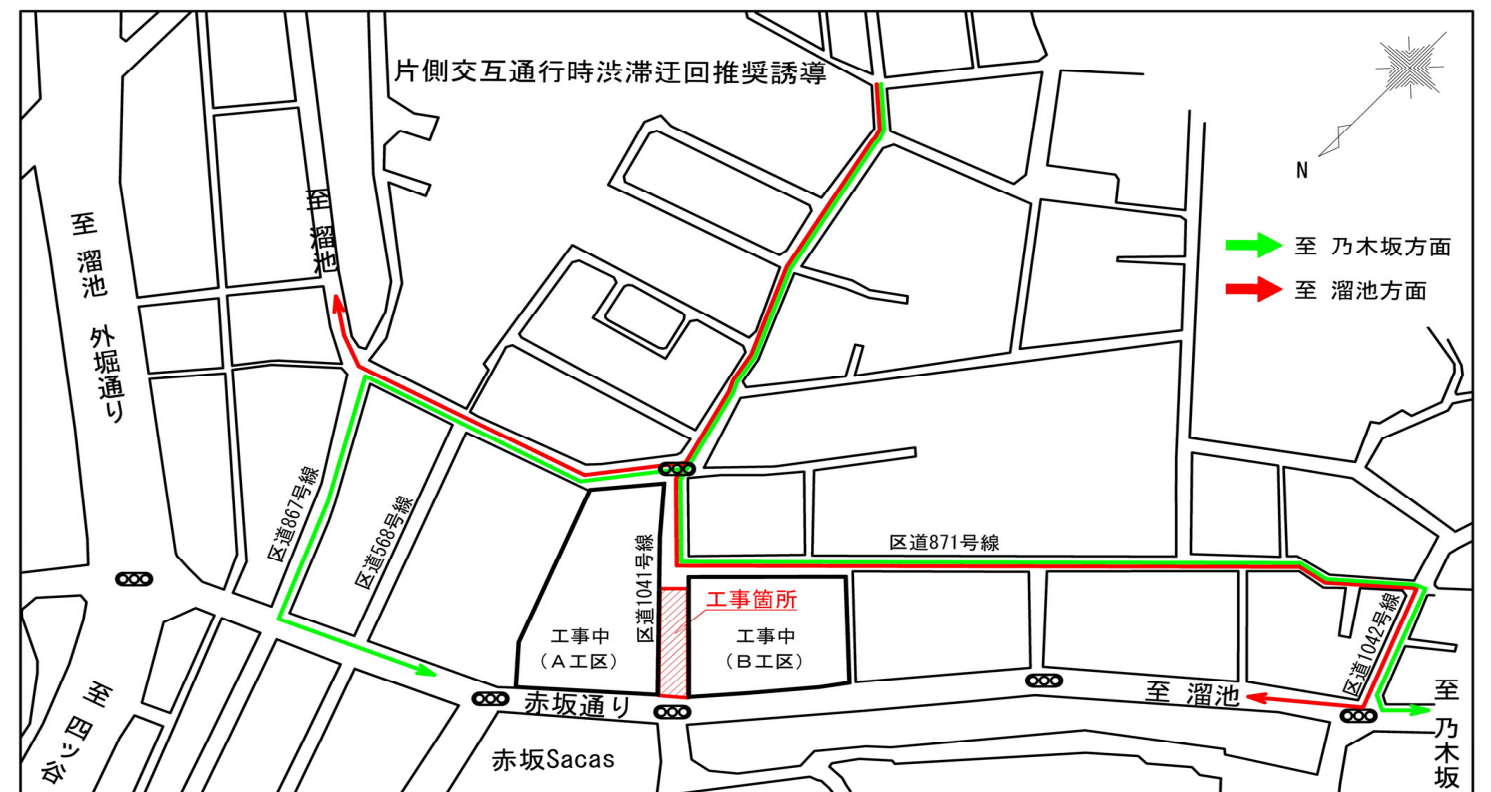 片側交互通行時渋滞迂回推奨誘導
N
至 乃木坂方面
至 溜池方面
至 溜池 外堀通り
至 溜池
区道867号線
区道568号線
区道1041号線
区道871号線
区道1042号線
工事箇所
工事中
(A工区)
工事中
(B工区)
至 溜池
至 乃木坂
赤坂通り
至 四ツ谷
赤坂Sacas